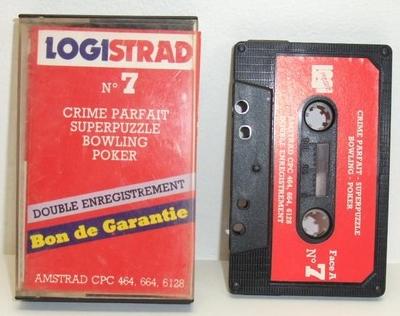 LOGISTRAD
N° 7
CRIME PARFAIT
SUPERPUZZLE
BOWLING
POKER
DOUBLE ENREGISTREMENT
Bon de Garantie
AMSTRAD CPC 464, 664, 6128
CRIME PARFAIT - SUPERPUZZLE
BOWLING - POKER
Face A
N° 7
AMSTRAD CPC 464, 664, 6128
DOUBLE ENREGISTREMENT